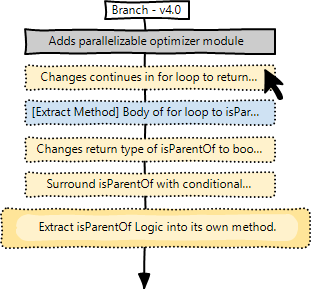 Branch - v4.0
Adds parallelizable optimizer module
Changes continues in for loop to return...
[Extract Method] Body of for loop to isPar...
Changes return type of isParentOf to boo...
Surround isParentOf with conditional...
Extract isParentOf Logic into its own method.